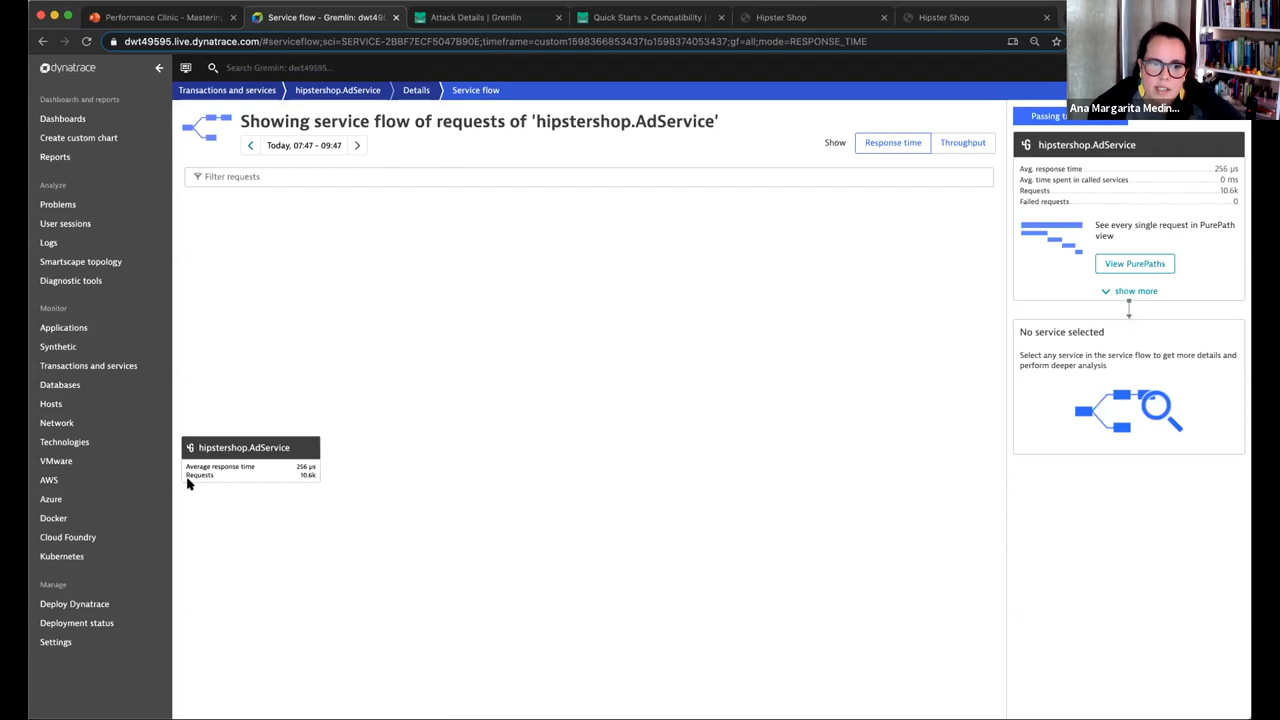 Performance Clinic - Masterin
Service flow - Gremlin: dwt49
Attack Details | Gremlin
Quick Starts > Compatibility
Hipster Shop
Hipster Shop
dwt49595.live.dynatrace.com/#serviceflow;sci=SERVICE-2BBF7ECF5047B90E;timeframe=custom1598366853437to1598374053437;gf=all;mode=RESPONSE_TIME
dynatrace
Search Gremlin: dwt49595...
Transactions and services
hipstershop.AdService
Details
Service flow
Ana Margarita Medin...
Dashboards and reports
Dashboards
Create custom chart
Reports
Analyze
Problems
User sessions
Logs
Smartscape topology
Diagnostic tools
Monitor
Applications
Synthetic
Transactions and services
Databases
Hosts
Network
Technologies
VMware
AWS
Azure
Docker
Cloud Foundry
Kubernetes
Manage
Deploy Dynatrace
Deployment status
Settings
Showing service flow of requests of 'hipstershop.AdService'
Today, 07:47 - 09:47
Show
Response time
Throughput
Filter requests
hipstershop.AdService
Average response time 256 µs
Requests 10.6k
Passing
hipstershop.AdService
Avg. response time 256 µs
Avg. time spent in called services 0 ms
Requests 10.6k
Failed requests 0
See every single request in PurePath
view
View PurePaths
show more
No service selected
Select any service in the service flow to get more details and
perform deeper analysis